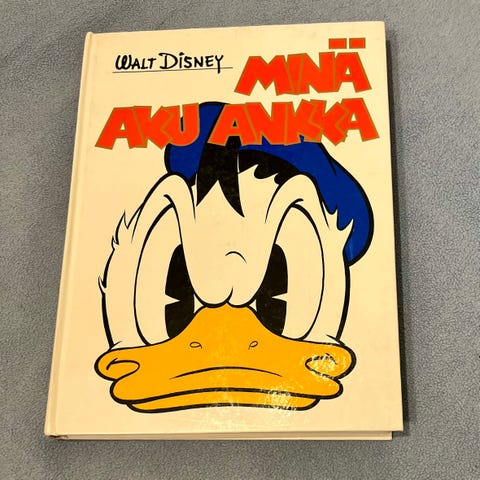 WALT DISNEY
MINÄ
AKU ANKKA